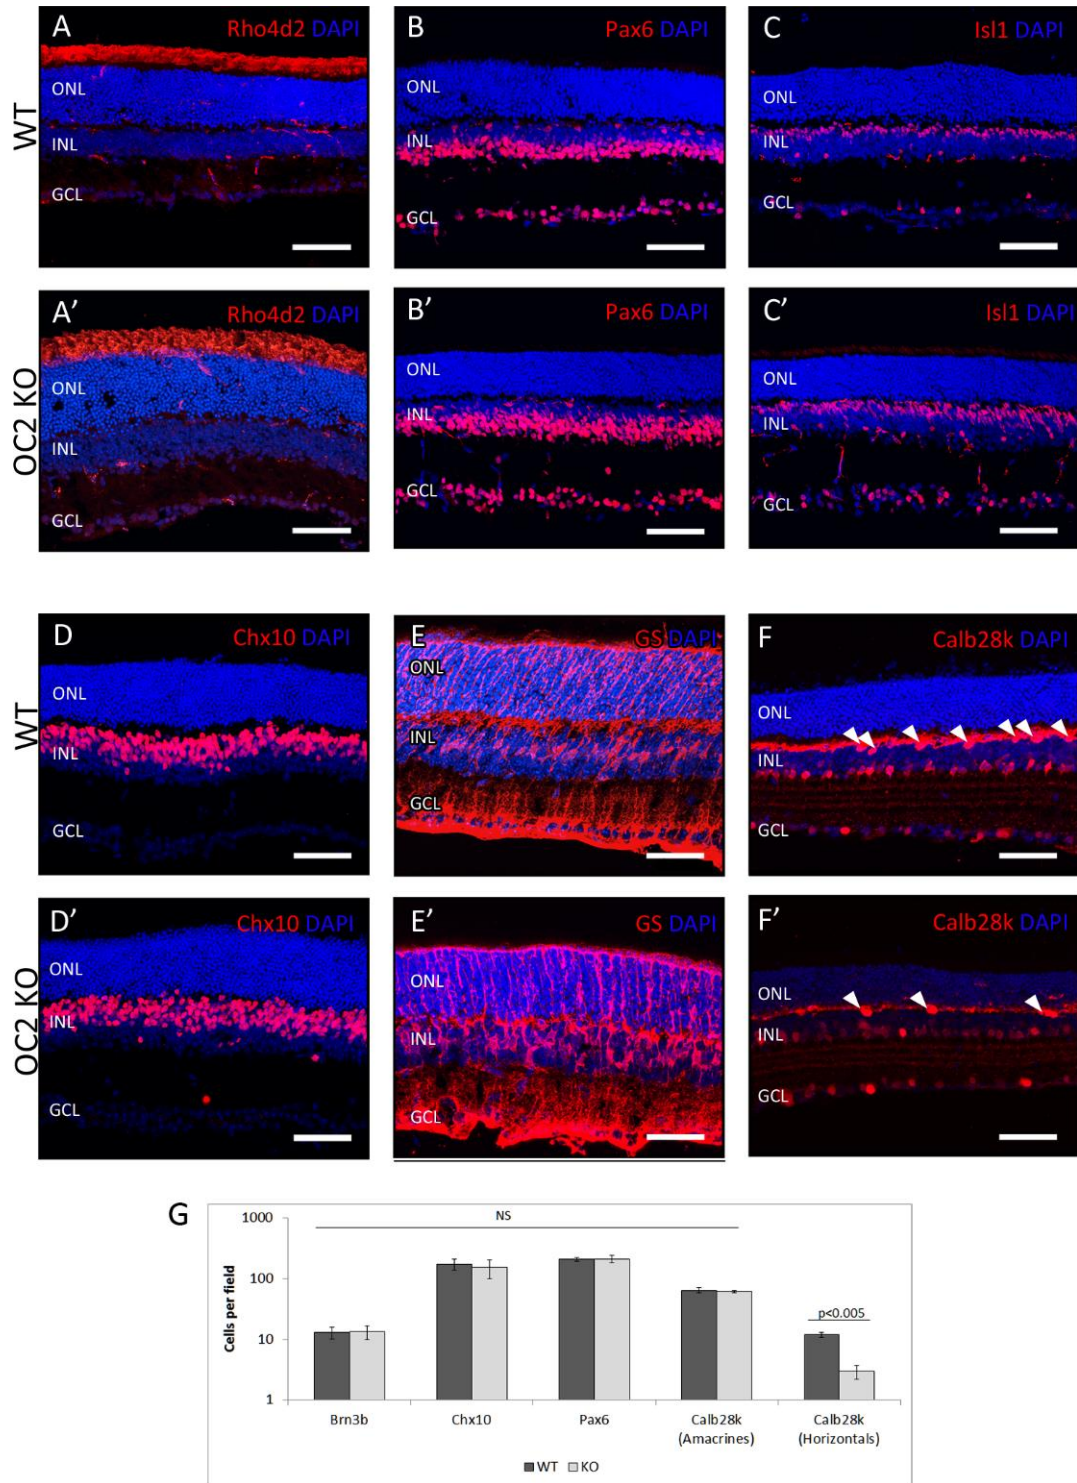 A
Rho4d2 DAPI
ONL
INL
GCL
B
Pax6 DAPI
ONL
INL
GCL
C
Isl1 DAPI
ONL
INL
GCL
WT
A'
Rho4d2 DAPI
ONL
INL
GCL
B'
Pax6 DAPI
ONL
INL
GCL
C'
Isl1 DAPI
ONL
INL
GCL
OC2 KO
D
Chx10 DAPI
ONL
INL
GCL
E
GS DAPI
ONL
INL
GCL
F
Calb28k DAPI
ONL
INL
GCL
WT
D'
Chx10 DAPI
ONL
INL
GCL
E'
GS DAPI
ONL
INL
GCL
F'
Calb28k DAPI
ONL
INL
GCL
OC2 KO
G
NS
p<0.005
Cells per field
1000
100
10
1
Brn3b
Chx10
Pax6
Calb28k
(Amacrines)
Calb28k
(Horizontals)
WT
KO